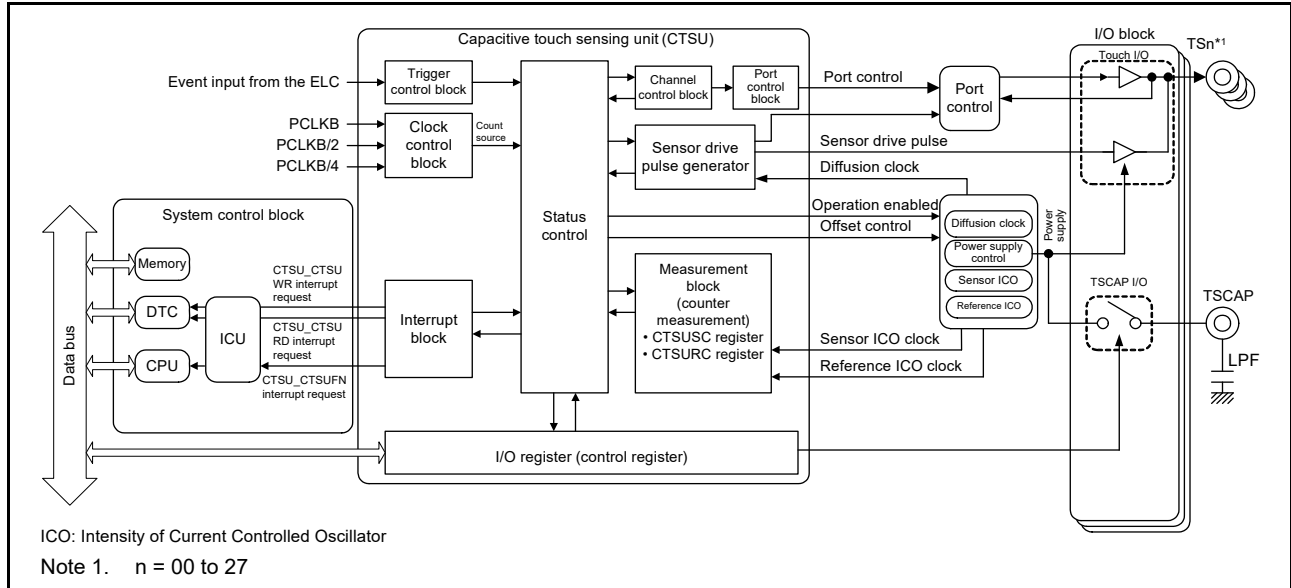 Capacitive touch sensing unit (CTSU)
I/O block
TSn*1
Touch I/O
Event input from the ELC
Trigger
control block
Channel
control block
Port
control
block
Port control
Port
control
PCLKB
PCLKB/2
PCLKB/4
Clock
control
block
Count
source
Sensor drive
pulse generator
Sensor drive pulse
Diffusion clock
System control block
Status
control
Operation enabled
Offset control
Diffusion clock
Power supply
control
Sensor ICO
Reference ICO
Power
supply
Data bus
Memory
DTC
CPU
ICU
CTSU_CTSU
WR interrupt
request
CTSU_CTSU
RD interrupt
request
CTSU_CTSUFN
interrupt request
Interrupt
block
Measurement
block
(counter
measurement)
• CTSUSC register
• CTSURC register
Sensor ICO clock
Reference ICO clock
TSCAP I/O
TSCAP
LPF
I/O register (control register)
ICO: Intensity of Current Controlled Oscillator
Note 1. n = 00 to 27